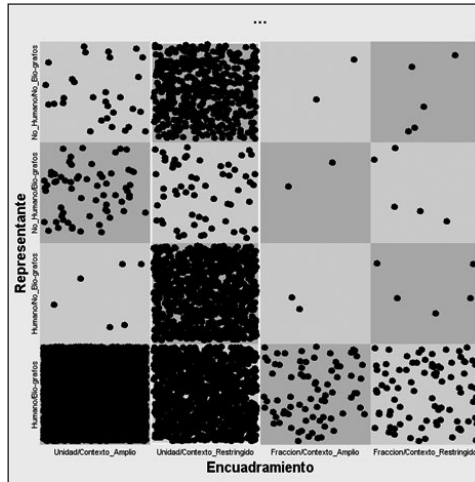 ...
Representante
No_Humano/No_Bio-grafos
No_Humano/Bio-grafos
Humano/No_Bio-grafos
Humano/Bio-grafos
Unidad/Contexto_Amplio
Unidad/Contexto_Restringido
Fraccion/Contexto_Amplio
Fraccion/Contexto_Restringido
Encuadramiento